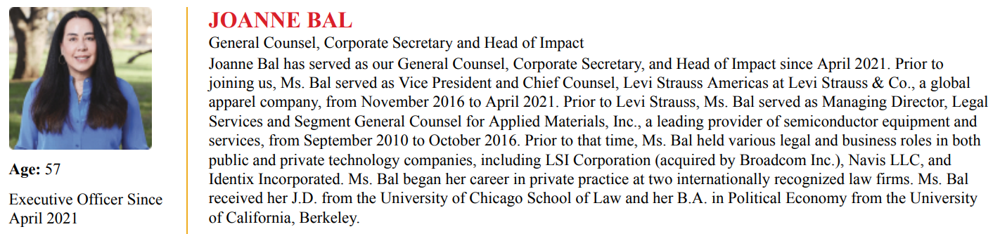 JOANNE BAL
General Counsel, Corporate Secretary and Head of Impact
Joanne Bal has served as our General Counsel, Corporate Secretary, and Head of Impact since April 2021. Prior to
joining us, Ms. Bal served as Vice President and Chief Counsel, Levi Strauss Americas at Levi Strauss & Co., a global
apparel company, from November 2016 to April 2021. Prior to Levi Strauss, Ms. Bal served as Managing Director, Legal
Services and Segment General Counsel for Applied Materials, Inc., a leading provider of semiconductor equipment and
services, from September 2010 to October 2016. Prior to that time, Ms. Bal held various legal and business roles in both
public and private technology companies, including LSI Corporation (acquired by Broadcom Inc.), Navis LLC, and
Identix Incorporated. Ms. Bal began her career in private practice at two internationally recognized law firms. Ms. Bal
received her J.D. from the University of Chicago School of Law and her B.A. in Political Economy from the University
of California, Berkeley.
Age: 57
Executive Officer Since
April 2021